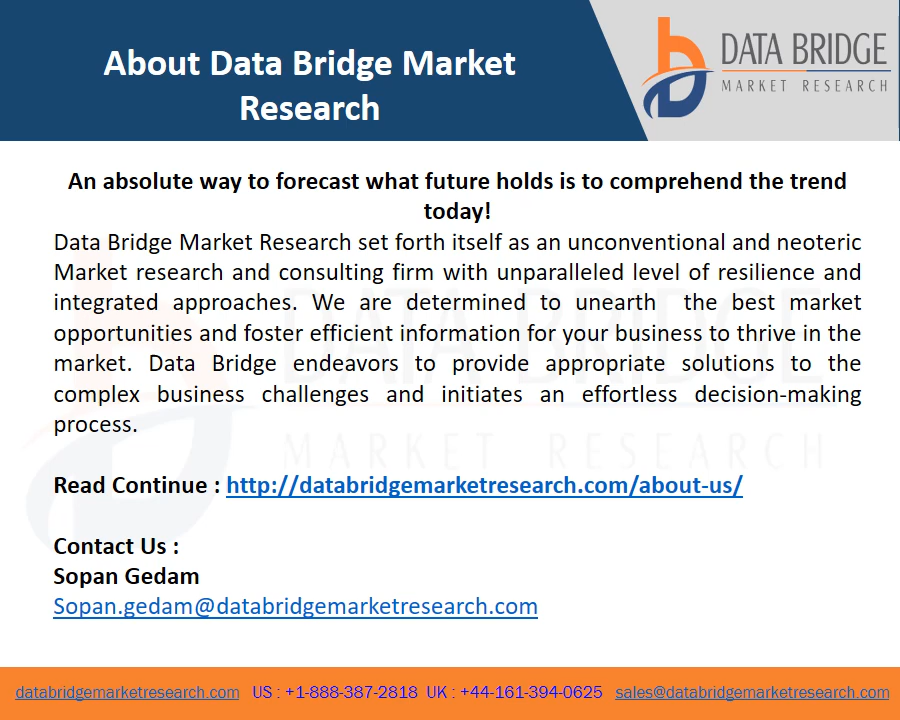 About Data Bridge Market
Research
DATA BRIDGE
MARKET RESEARCH
An absolute way to forecast what future holds is to comprehend the trend
today!
Data Bridge Market Research set forth itself as an unconventional and neoteric
Market research and consulting firm with unparalleled level of resilience and
integrated approaches. We are determined to unearth the best market
opportunities and foster efficient information for your business to thrive in the
market. Data Bridge endeavors to provide appropriate solutions to the
complex business challenges and initiates an effortless decision-making
process.
DATA BRIDGE
MARKET RESEARCH
Read Continue : http://databridgemarketresearch.com/about-us/
Contact Us :
Sopan Gedam
Sopan.gedam@databridgemarketresearch.com
databridgemarketresearch.com US : +1-888-387-2818 UK : +44-161-394-0625 sales@databridgemarketresearch.com